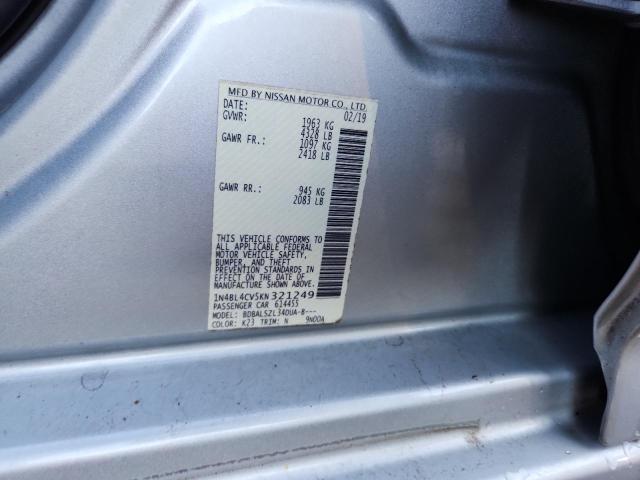 MFD BY NISSAN MOTOR CO., LTD.
DATE: 02/19
GVWR: 1963 KG
4328 LB
GAWR FR.: 1097 KG
2418 LB
GAWR RR.: 945 KG
2083 LB
THIS VEHICLE CONFORMS TO
ALL APPLICABLE FEDERAL
MOTOR VEHICLE SAFETY,
BUMPER, AND THEFT
PREVENTION STANDARDS IN
EFFECT ON THE DATE OF
MANUFACTURE SHOWN ABOVE.
1N4BL4CV5KN321249
PASSENGER CAR 614455
MODEL: BDBALSZL34DUA-B---
COLOR: K23 TRIM: N 9NOOA